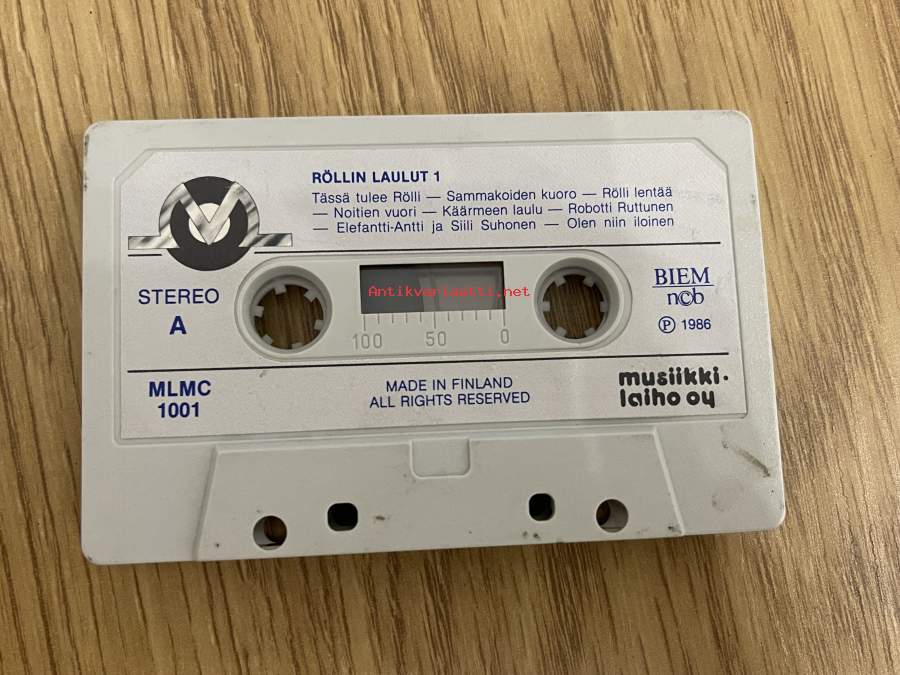 RÖLLIN LAULUT 1
Tässä tulee Rölli — Sammakoiden kuoro — Rölli lentää
— Noitien vuori — Käärmeen laulu — Robotti Ruttunen
— Elefantti-Antti ja Siili Suhonen — Olen niin iloinen
STEREO
A
Antikvariaatti.net
100 50 0
BIEM
ncb
℗ 1986
MLMC
1001
MADE IN FINLAND
ALL RIGHTS RESERVED
musiikki-
laiho oy